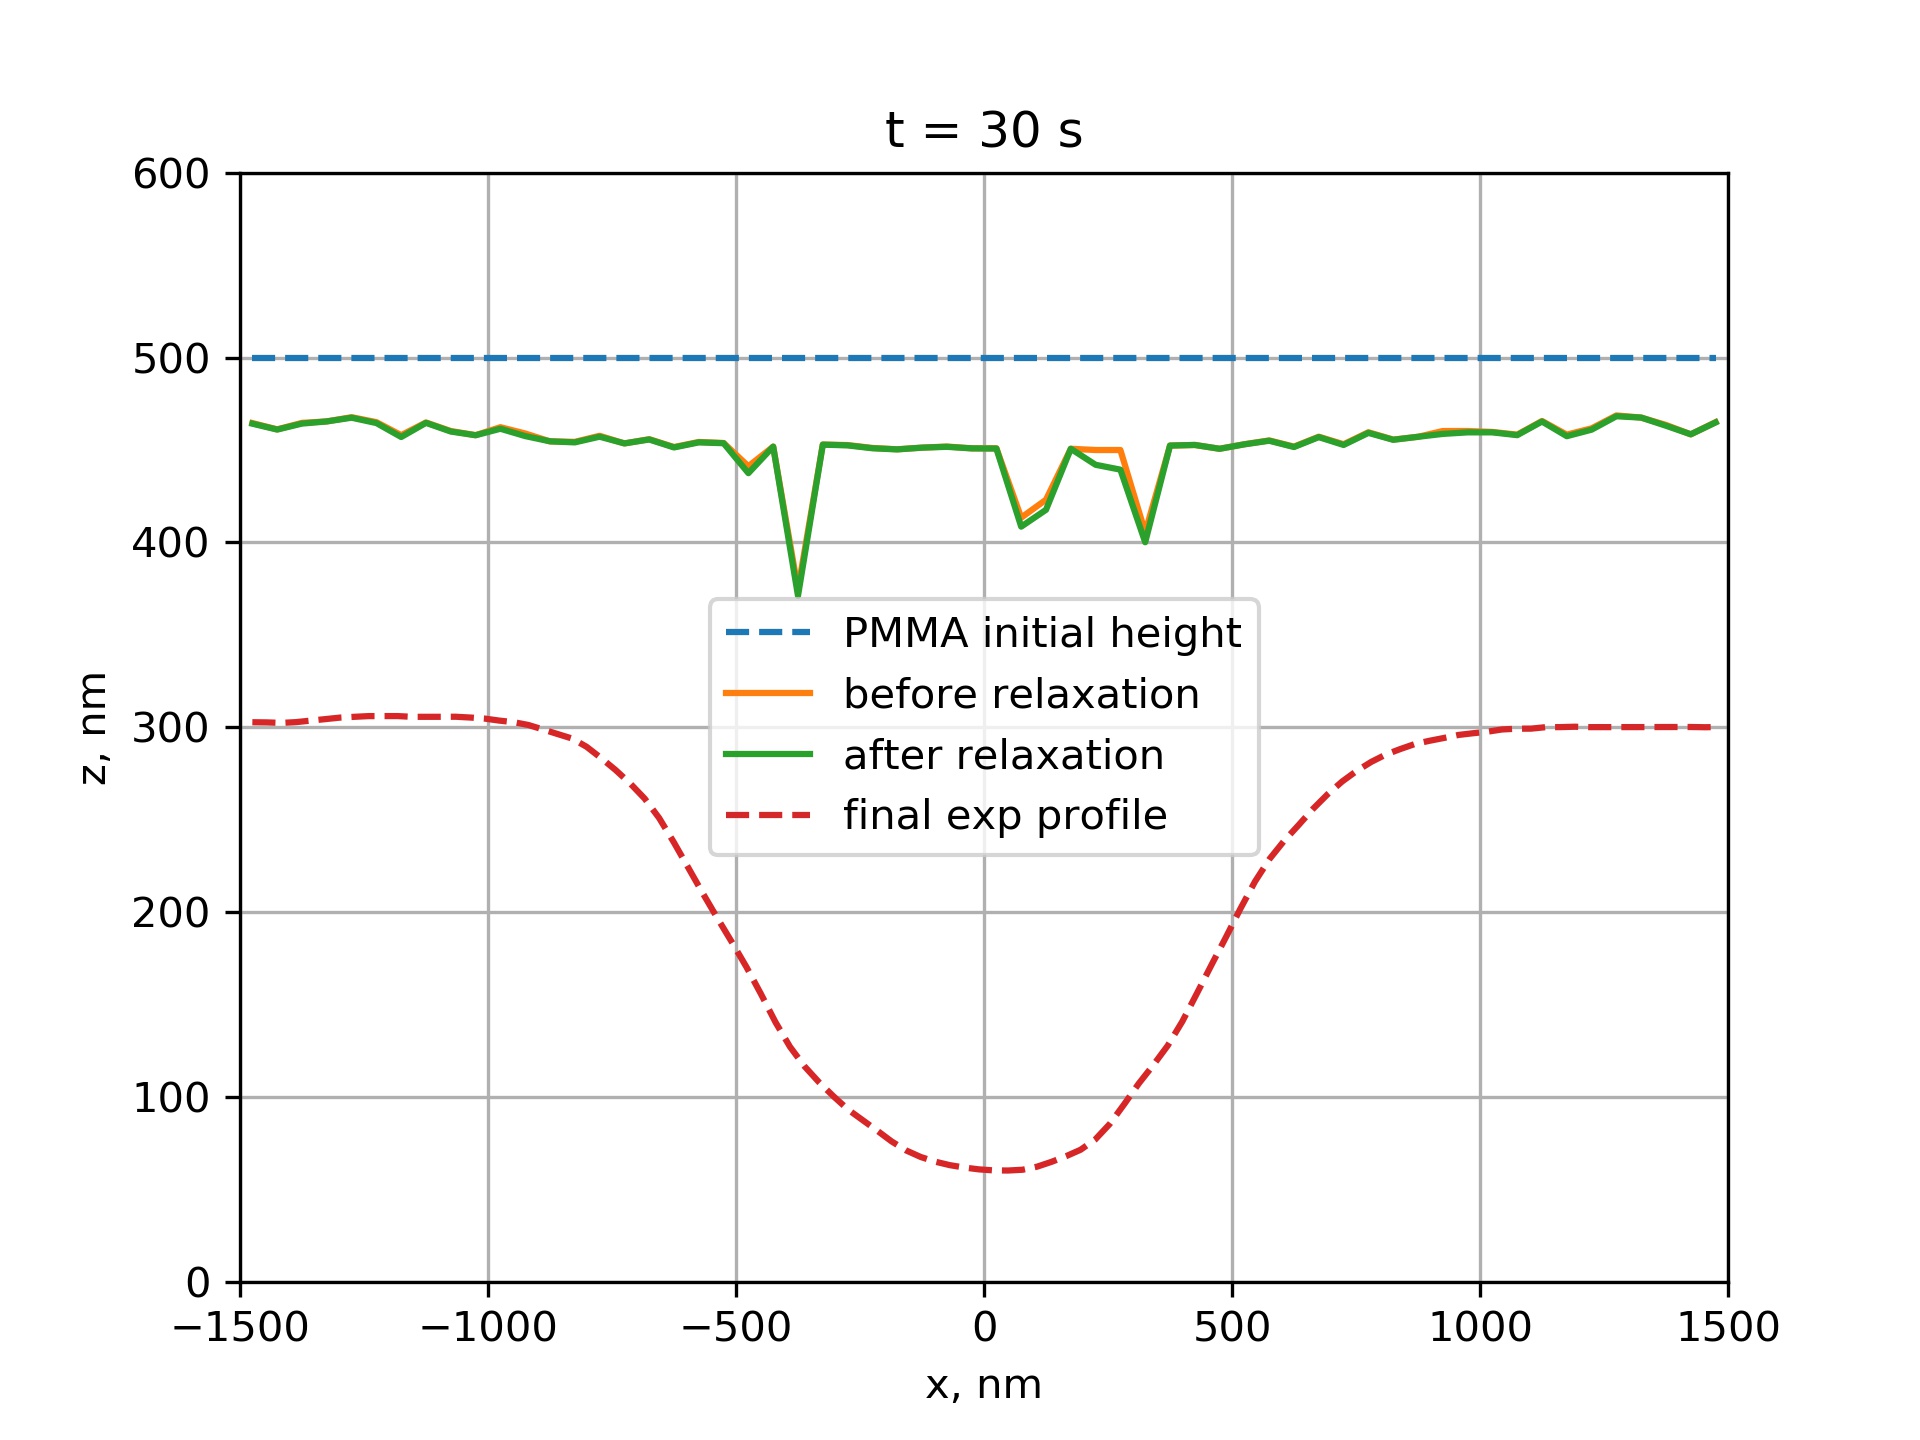 t = 30 s
600
500
400
300
200
100
0
z, nm
PMMA initial height
before relaxation
after relaxation
final exp profile
−1500
−1000
−500
0
500
1000
1500
x, nm